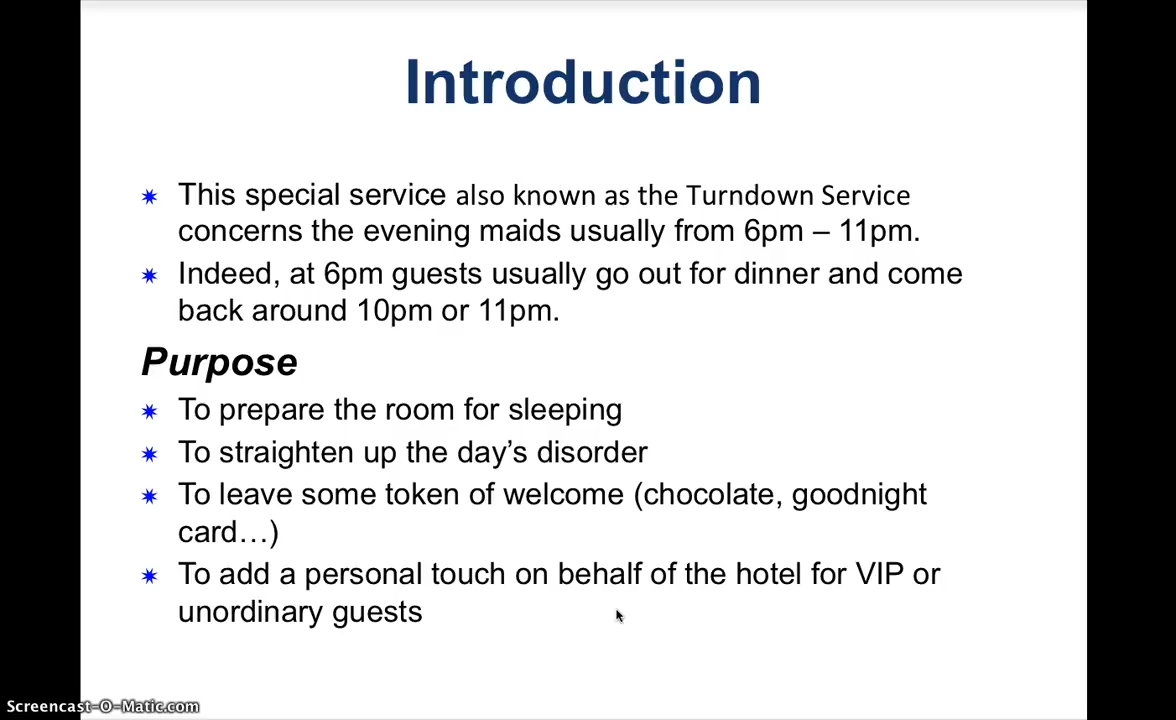 Introduction
This special service also known as the Turndown Service
concerns the evening maids usually from 6pm – 11pm.
Indeed, at 6pm guests usually go out for dinner and come
back around 10pm or 11pm.
Purpose
To prepare the room for sleeping
To straighten up the day’s disorder
To leave some token of welcome (chocolate, goodnight
card…)
To add a personal touch on behalf of the hotel for VIP or
unordinary guests
Screencast-O-Matic.com